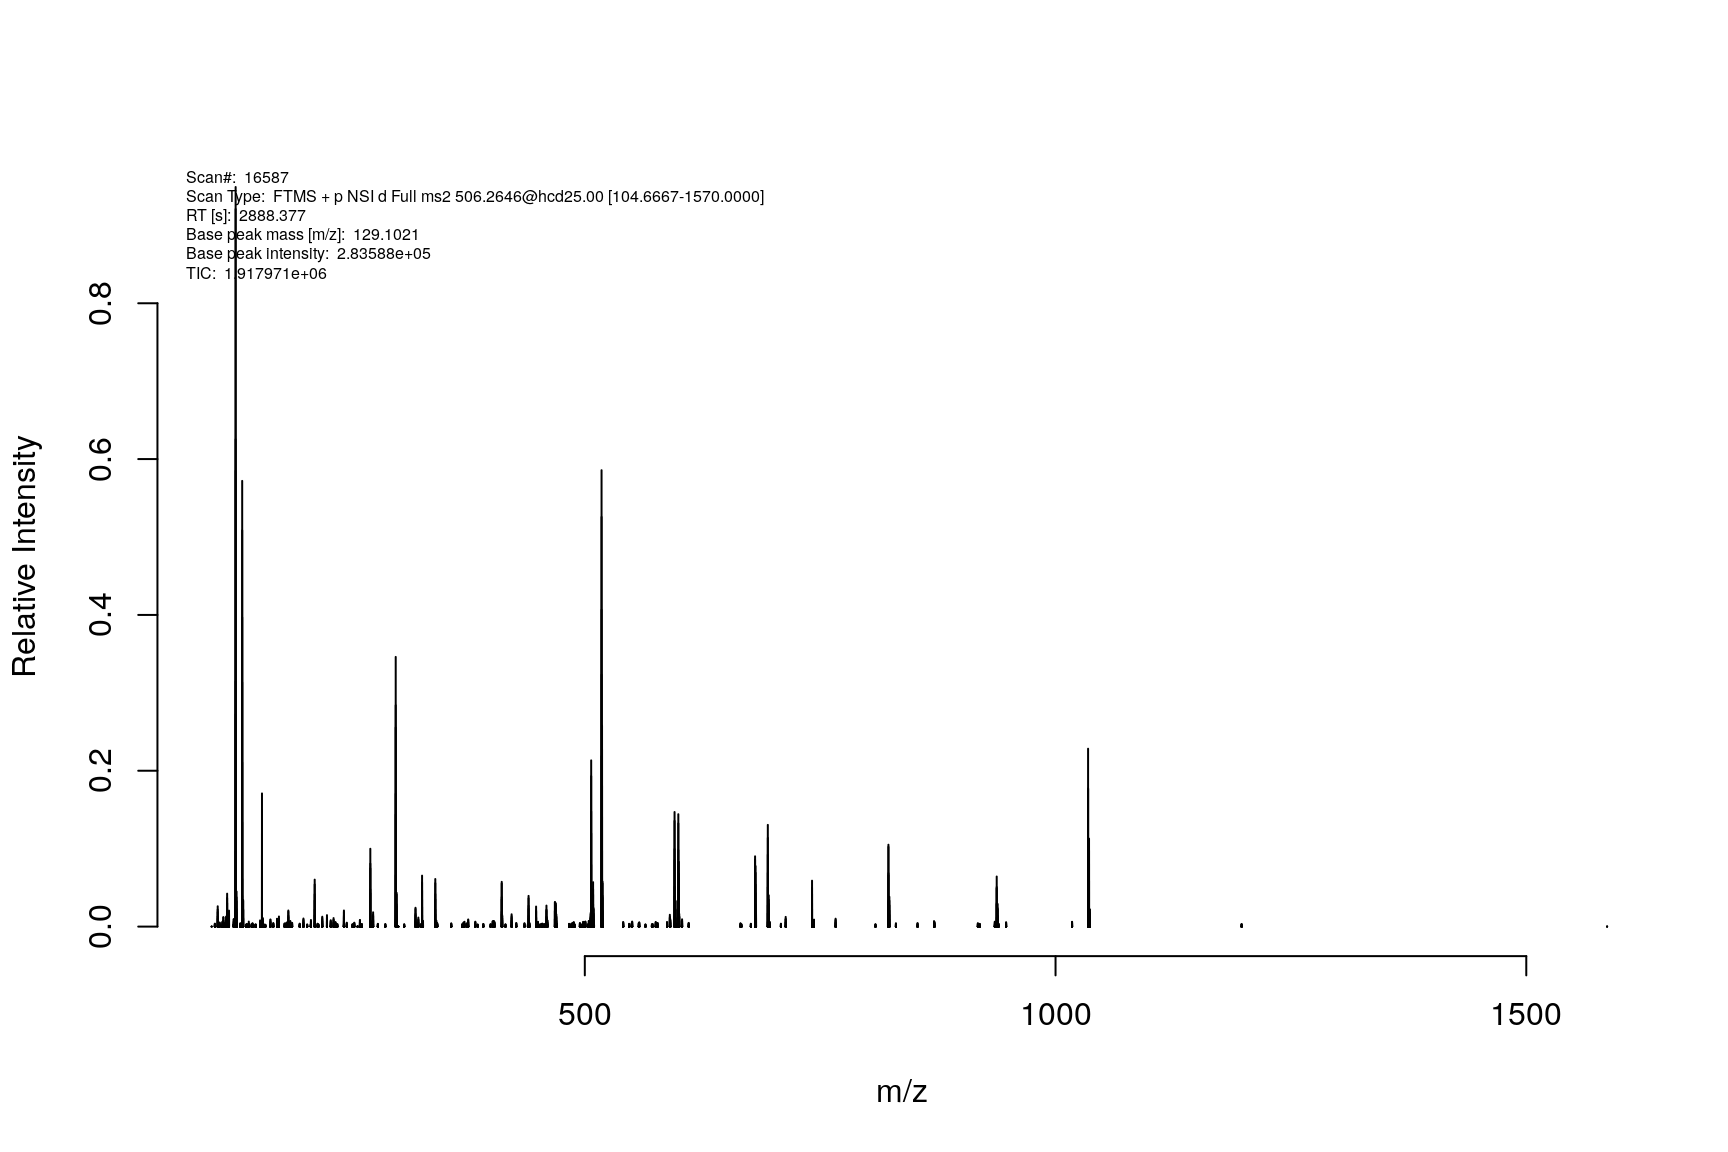 Scan#: 16587
Scan Type: FTMS + p NSI d Full ms2 506.2646@hcd25.00 [104.6667-1570.0000]
RT [s]: 2888.377
Base peak mass [m/z]: 129.1021
Base peak intensity: 2.83588e+05
TIC: 1.917971e+06
0.8
0.6
0.4
0.2
0.0
Relative Intensity
500 1000 1500
m/z